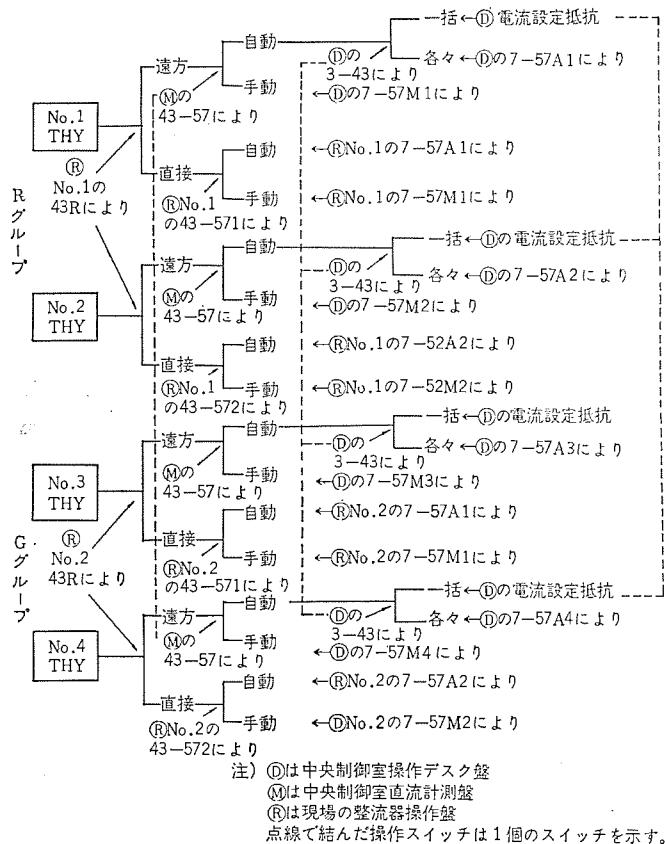 一括←Ⓓ電流設定抵抗
自動
Ⓓの
3−43により
各々←Ⓓの7−57A1により
遠方
Ⓜの
43−57により
手動
←Ⓓの7−57M1により
No.1
THY
Ⓡ
No.1の
43Rにより
自動
←ⓇNo.1の7−57A1により
直接
ⓇNo.1
の43−571により
手動
←ⓇNo.1の7−57M1により
Rグループ
一括←Ⓓの電流設定抵抗
自動
Ⓓの
3−43により
各々←Ⓓの7−57A2により
遠方
Ⓜの
43−57により
手動
←Ⓓの7−57M2により
No.2
THY
自動
←ⓇNo.1の7−52A2により
直接
ⓇNo.1
の43−572により
手動
←ⓇNo.1の7−52M2により
一括←Ⓓの電流設定抵抗
自動
Ⓓの
3−43により
各々←Ⓓの7−57A3により
遠方
Ⓜの
43−57により
手動
←Ⓓの7−57M3により
No.3
THY
Ⓡ
No.2
43Rにより
自動
←ⓇNo.2の7−57A1により
直接
ⓇNo.2
の43−571により
手動
←ⓇNo.2の7−57M1により
Gグループ
一括←Ⓓの電流設定抵抗
自動
Ⓓの
3−43により
各々←Ⓓの7−57A4により
遠方
Ⓜの
43−57により
手動
←Ⓓの7−57M4により
No.4
THY
自動
←ⓇNo.2の7−57A2により
直接
ⓇNo.2の
43−572により
手動
←ⒹNo.2の7−57M2により
注) Ⓓは中央制御室操作デスク盤
Ⓜは中央制御室直流計測盤
Ⓡは現場の整流器操作盤
点線で結んだ操作スイッチは1個のスイッチを示す。